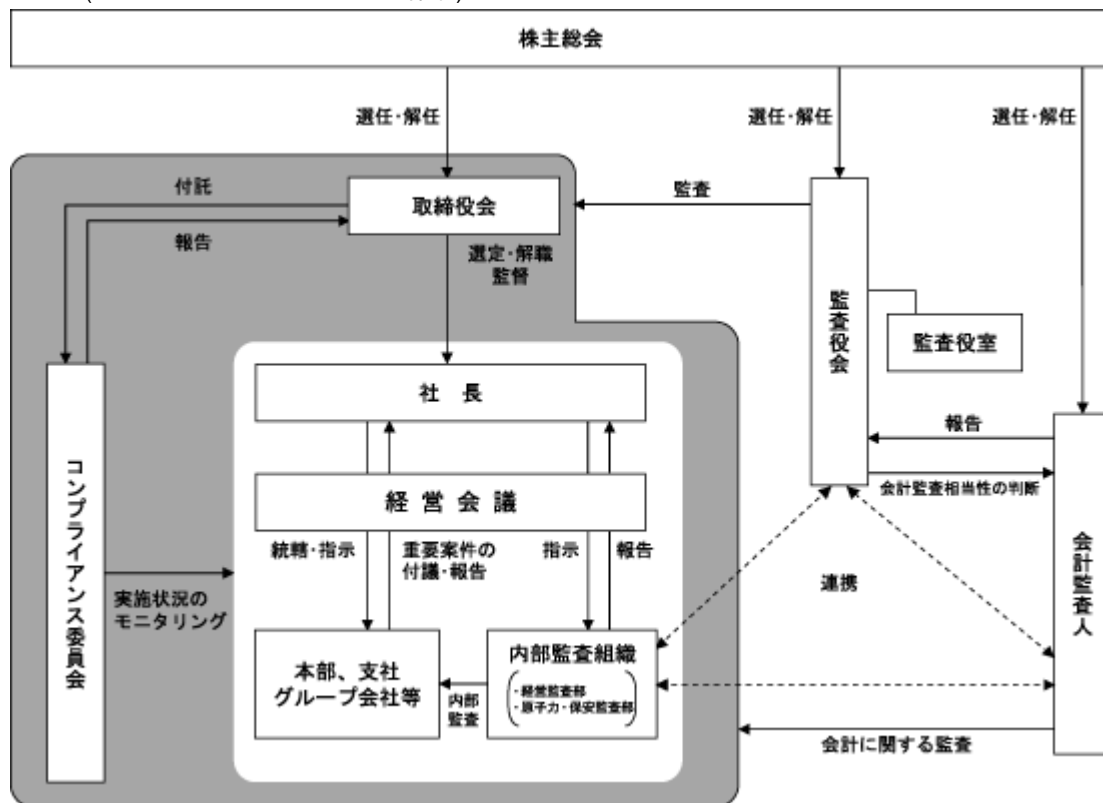 株主総会
選任・解任
選任・解任
選任・解任
付託
取締役会
監査
報告
選定・解職
監督
監査役会
監査役室
社　長
報告
会計監査相当性の判断
コンプライアンス委員会
経 営 会 議
統轄・指示
重要案件の
付議・報告
指示
報告
連携
会計監査人
実施状況の
モニタリング
本部、支社
グループ会社等
内部
監査
内部監査組織
・経営監査部
・原子力・保安監査部
会計に関する監査